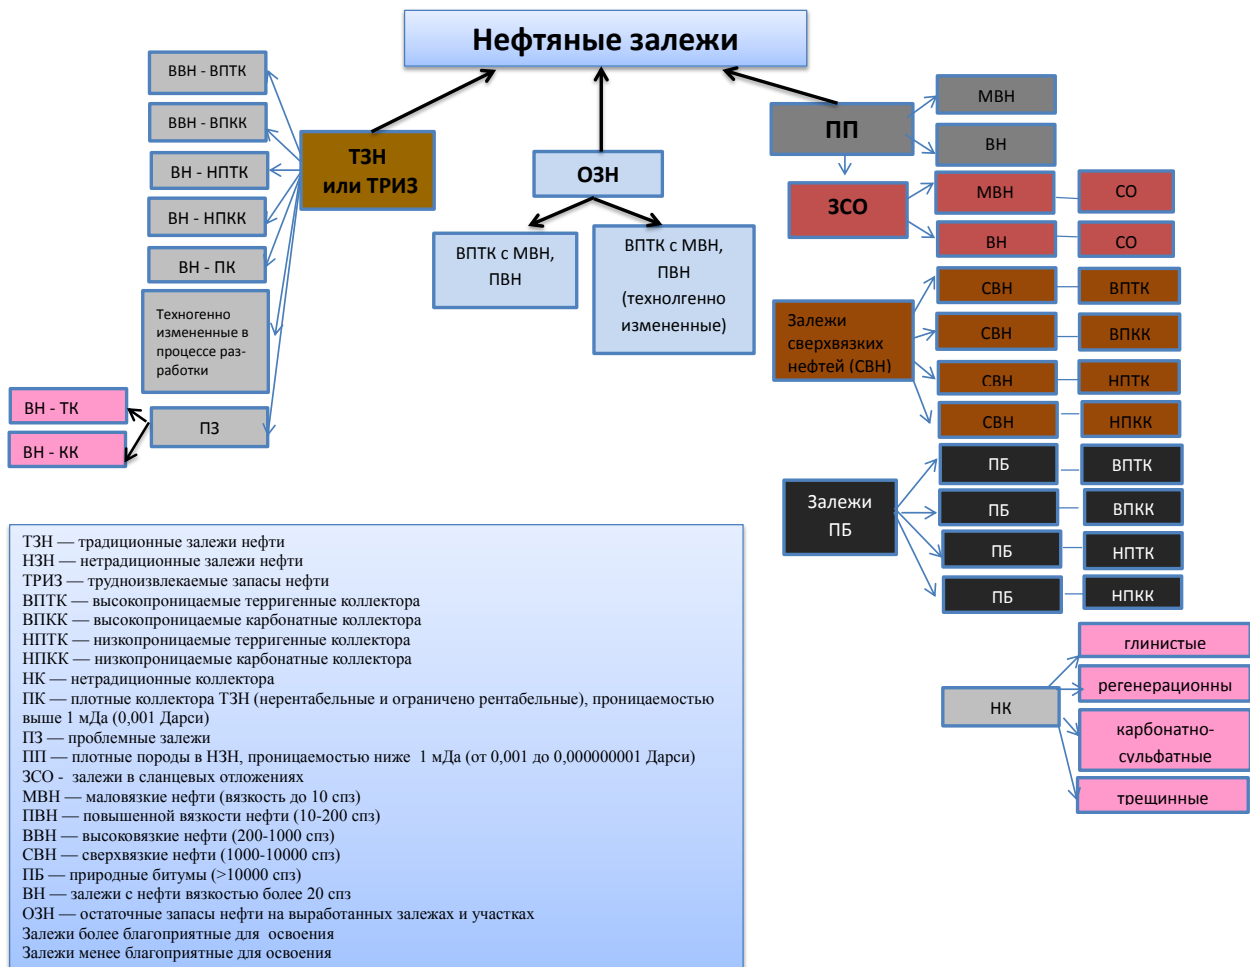 Нефтяные залежи
ВВН - ВПТК
ВВН - ВПКК
ВН - НПТК
ВН - НПКК
ВН - ПК
Техногенно
измененные в
процессе раз-
работки
ПЗ
ВН - ТК
ВН - КК
ТЗН
или ТРИЗ
ОЗН
ВПТК с МВН,
ПВН
ВПТК с МВН,
ПВН
(технолгенно
измененные)
ПП
МВН
ВН
ЗСО
МВН
СО
ВН
СО
Залежи
сверхвязких
нефтей (СВН)
СВН
ВПТК
СВН
ВПКК
СВН
НПТК
СВН
НПКК
Залежи
ПБ
ПБ
ВПТК
ПБ
ВПКК
ПБ
НПТК
ПБ
НПКК
НК
глинистые
регенерационны
карбонатно-
сульфатные
трещинные
ТЗН — традиционные залежи нефти
НЗН — нетрадиционные залежи нефти
ТРИЗ — трудноизвлекаемые запасы нефти
ВПТК — высокопроницаемые терригенные коллектора
ВПКК — высокопроницаемые карбонатные коллектора
НПТК — низкопроницаемые терригенные коллектора
НПКК — низкопроницаемые карбонатные коллектора
НК — нетрадиционные коллектора
ПК — плотные коллектора ТЗН (нерентабельные и ограничено рентабельные), проницаемостью
выше 1 мДа (0,001 Дарси)
ПЗ — проблемные залежи
ПП — плотные породы в НЗН, проницаемостью ниже 1 мДа (от 0,001 до 0,000000001 Дарси)
ЗСО - залежи в сланцевых отложениях
МВН — маловязкие нефти (вязкость до 10 спз)
ПВН — повышенной вязкости нефти (10-200 спз)
ВВН — высоковязкие нефти (200-1000 спз)
СВН — сверхвязкие нефти (1000-10000 спз)
ПБ — природные битумы (>10000 спз)
ВН — залежи с нефти вязкостью более 20 спз
ОЗН — остаточные запасы нефти на выработанных залежах и участках
Залежи более благоприятные для освоения
Залежи менее благоприятные для освоения